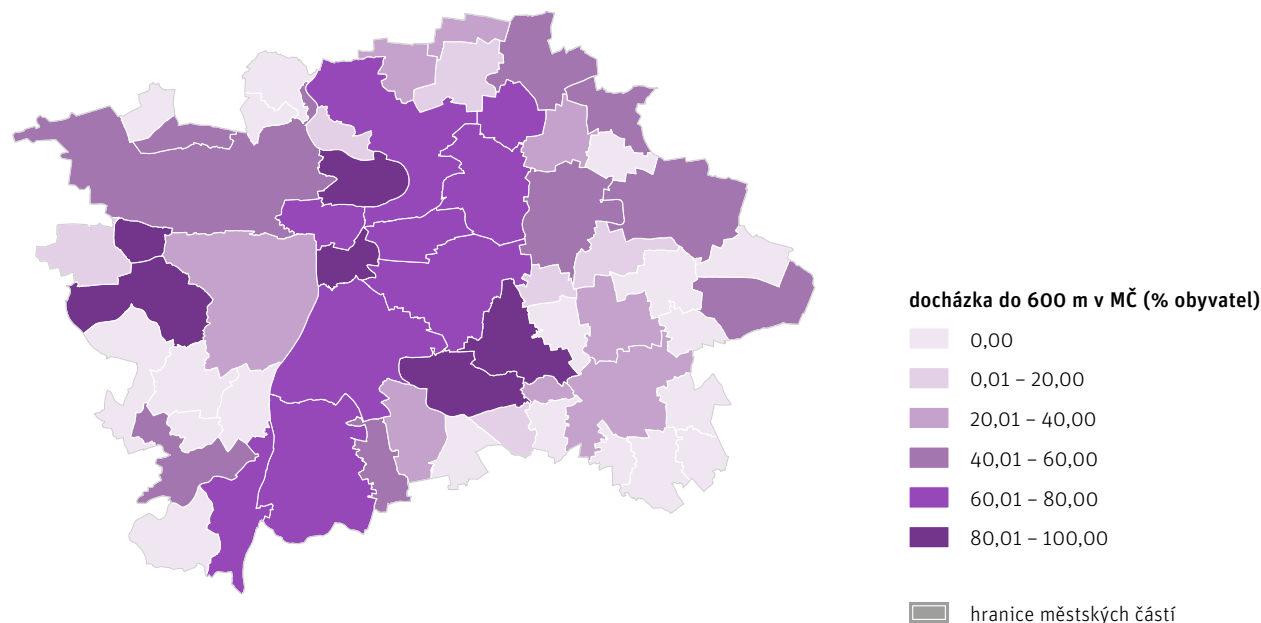 docházka do 600 m v MČ (% obyvatel)
0,00
0,01 – 20,00
20,01 – 40,00
40,01 – 60,00
60,01 – 80,00
80,01 – 100,00
hranice městských částí